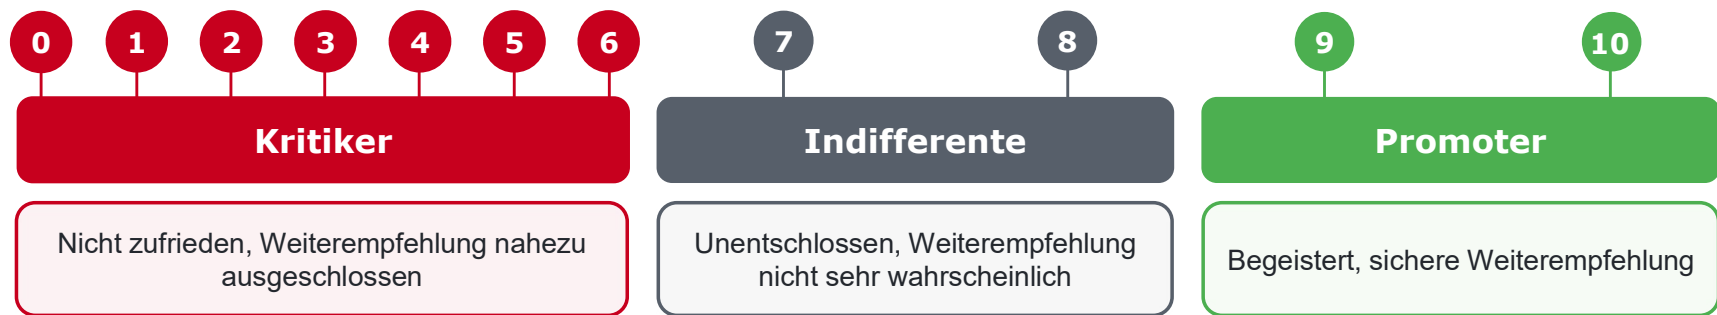 0 1 2 3 4 5 6 7 8 9 10
Kritiker Indifferente Promoter
Nicht zufrieden, Weiterempfehlung nahezu
ausgeschlossen
Unentschlossen, Weiterempfehlung
nicht sehr wahrscheinlich
Begeistert, sichere Weiterempfehlung